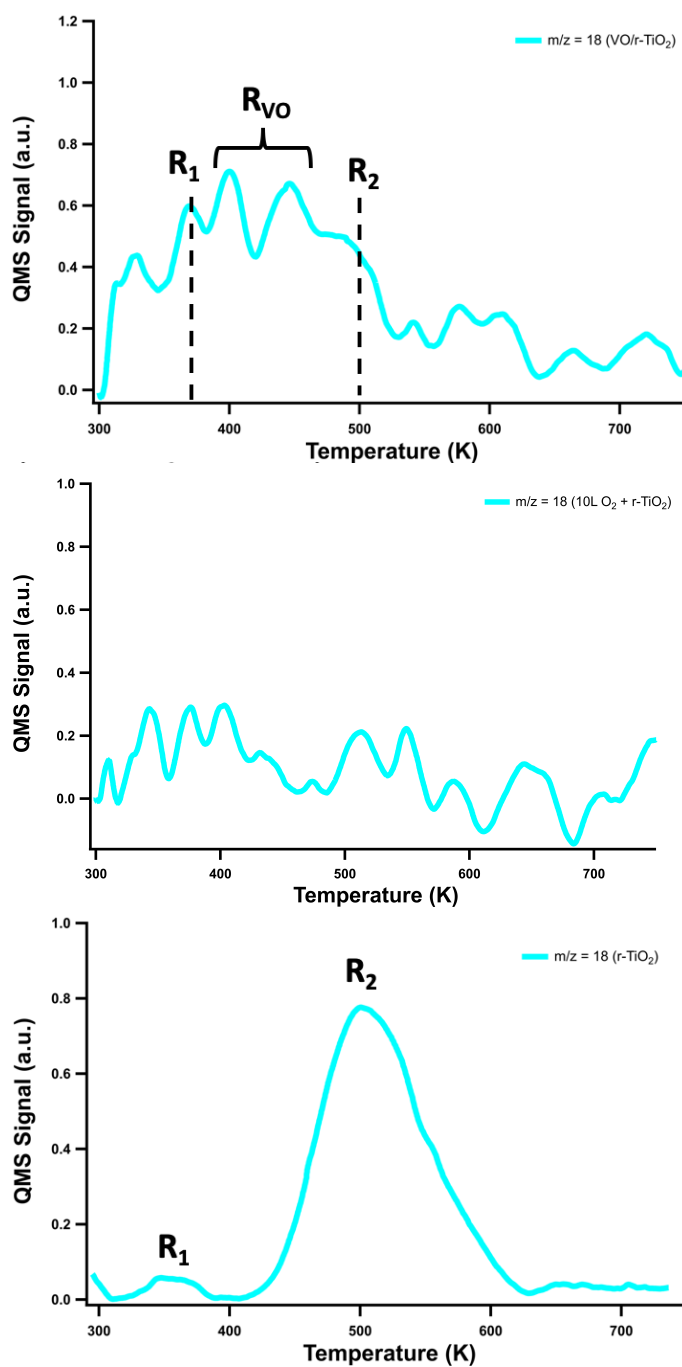 1.2
m/z = 18 (VO/r-TiO₂)
1.0
R_VO
0.8
R₁
R₂
0.6
0.4
0.2
0.0
QMS Signal (a.u.)
300 400 500 600 700
Temperature (K)
1.0
m/z = 18 (10L O₂ + r-TiO₂)
0.8
0.6
0.4
0.2
0.0
QMS Signal (a.u.)
300 400 500 600 700
Temperature (K)
1.0
m/z = 18 (r-TiO₂)
R₂
0.8
0.6
0.4
0.2
R₁
0.0
QMS Signal (a.u.)
300 400 500 600 700
Temperature (K)